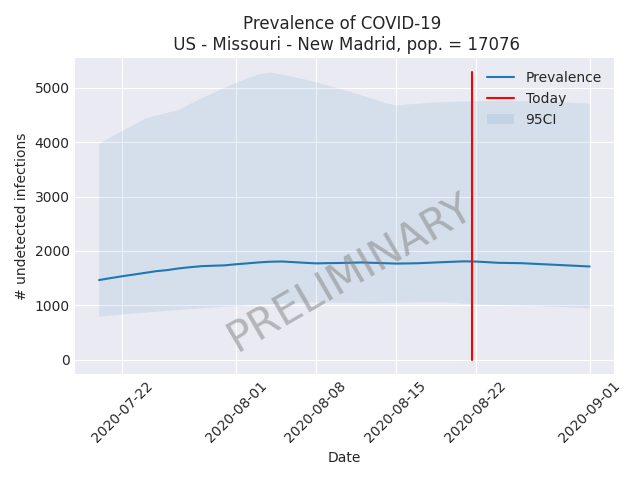 Prevalence of COVID-19
US - Missouri - New Madrid, pop. = 17076
Prevalence
Today
95CI
# undetected infections
5000
4000
3000
2000
1000
0
PRELIMINARY
2020-07-22
2020-08-01
2020-08-08
2020-08-15
2020-08-22
2020-09-01
Date